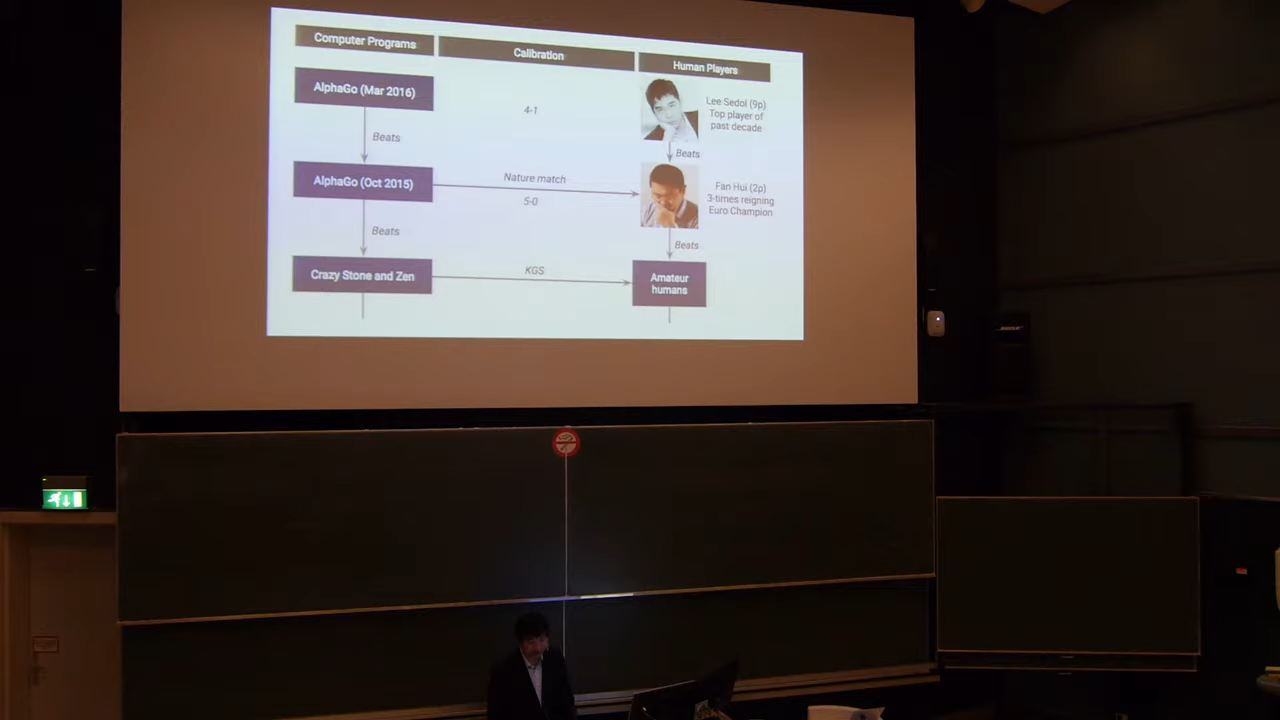 Computer Programs
Calibration
Human Players
AlphaGo (Mar 2016)
4-1
Lee Sedol (9p)
Top player of
past decade
Beats
Beats
AlphaGo (Oct 2015)
Nature match
5-0
Fan Hui (2p)
3-times reigning
Euro Champion
Beats
Beats
Crazy Stone and Zen
KGS
Amateur
humans
BOSE